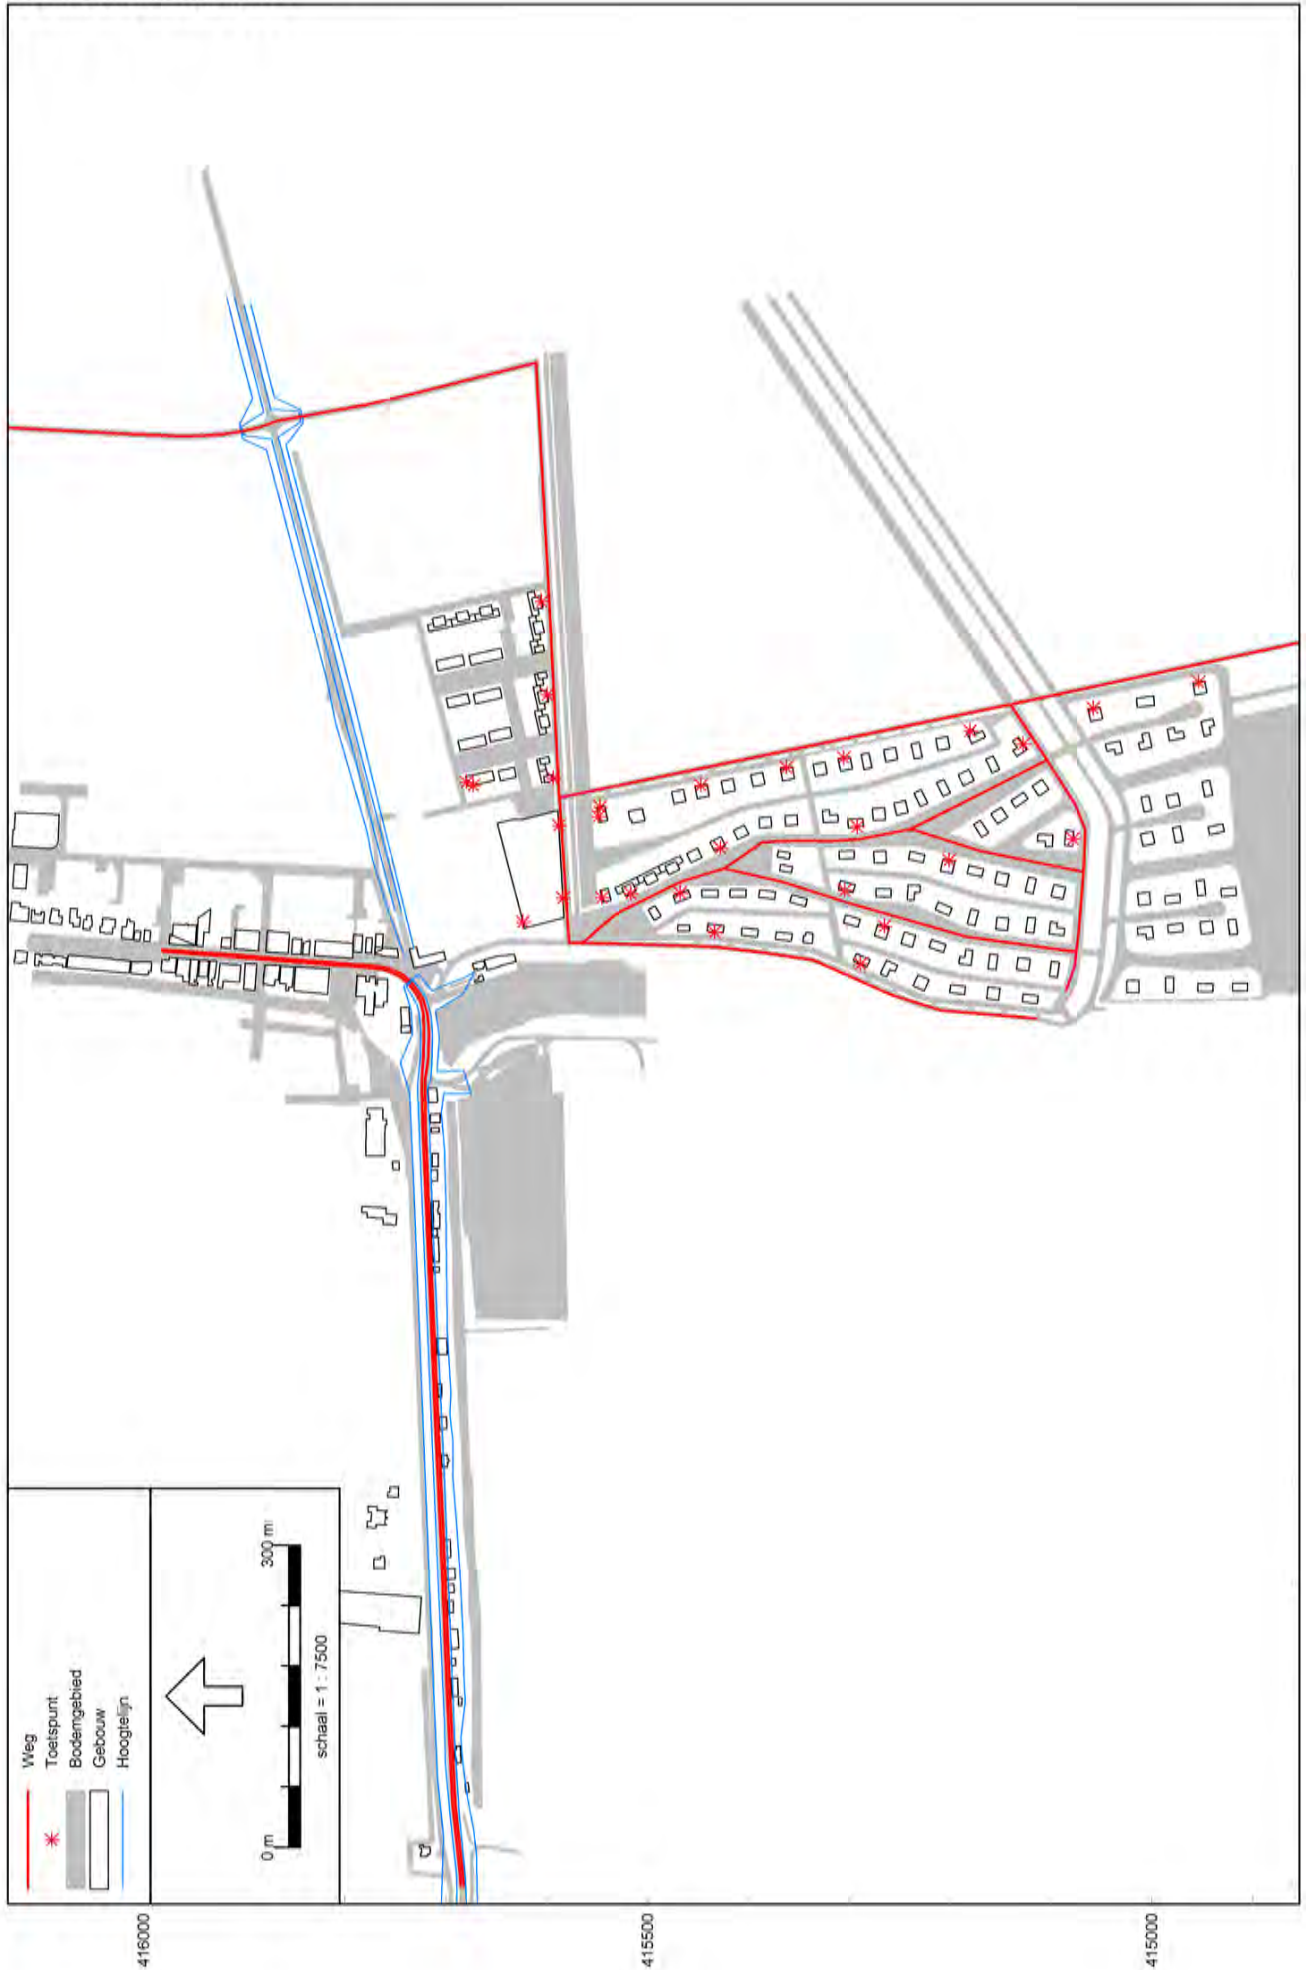 Weg
Toetspunt
Bodemgebied
Gebouw
Hoogtelijn
0 m
300 m
schaal = 1 : 7500
416000
415500
415000